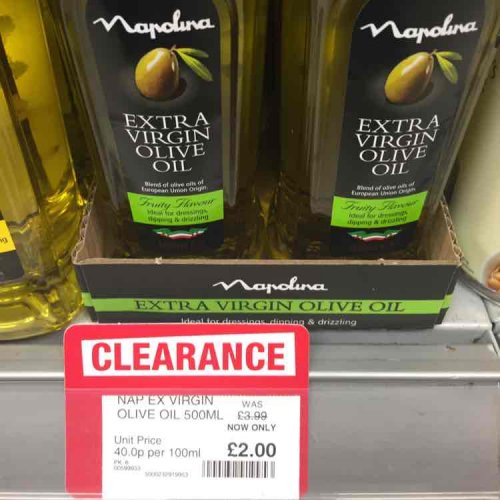 Napolina
EXTRA
VIRGIN
OLIVE
OIL
Blend of olive oils of
European Union Origin.
Fruity Flavour
Ideal for dressings,
dipping & drizzling
Napolina
EXTRA
VIRGIN
OLIVE
OIL
Blend of olive oils of
European Union Origin.
Fruity Flavour
Ideal for dressings,
dipping & drizzling
Napolina
EXTRA VIRGIN OLIVE OIL
Ideal for dressings, dipping & drizzling
CLEARANCE
NAP EX VIRGIN
OLIVE OIL 500ML
WAS
£3.99
NOW ONLY
£2.00
Unit Price
40.0p per 100ml
PK 6